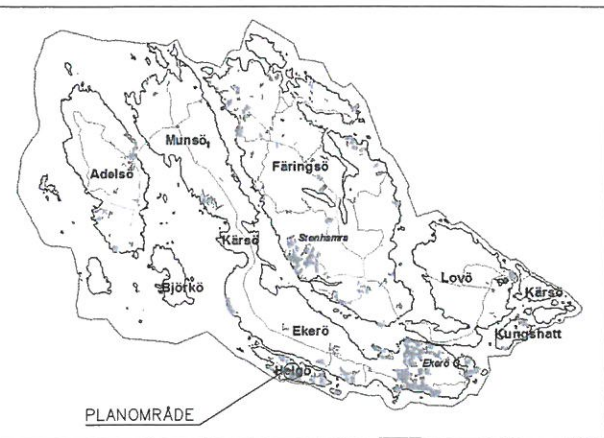 Munsö
Adelsö
Färingsö
Stenhamra
Kärsö
Lovö
Björkö
Kärsö
Ekerö
Kungshatt
Ekerö C
Helgö
PLANOMRÅDE